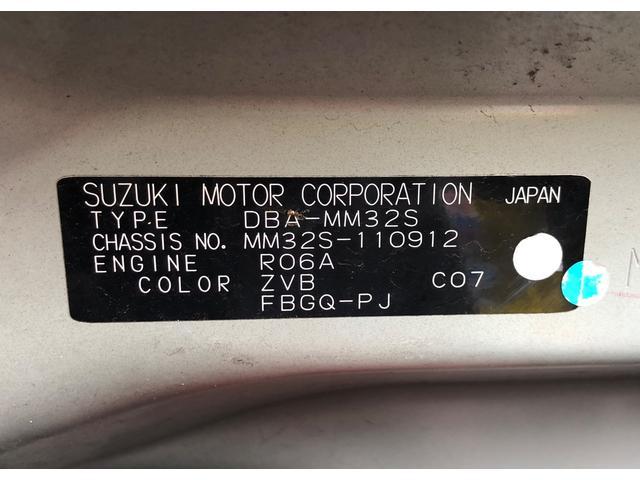 SUZUKI MOTOR CORPORATION JAPAN
TYPE DBA-MM32S
CHASSIS NO. MM32S-110912
ENGINE R06A
COLOR ZVB C07
FBGQ-PJ